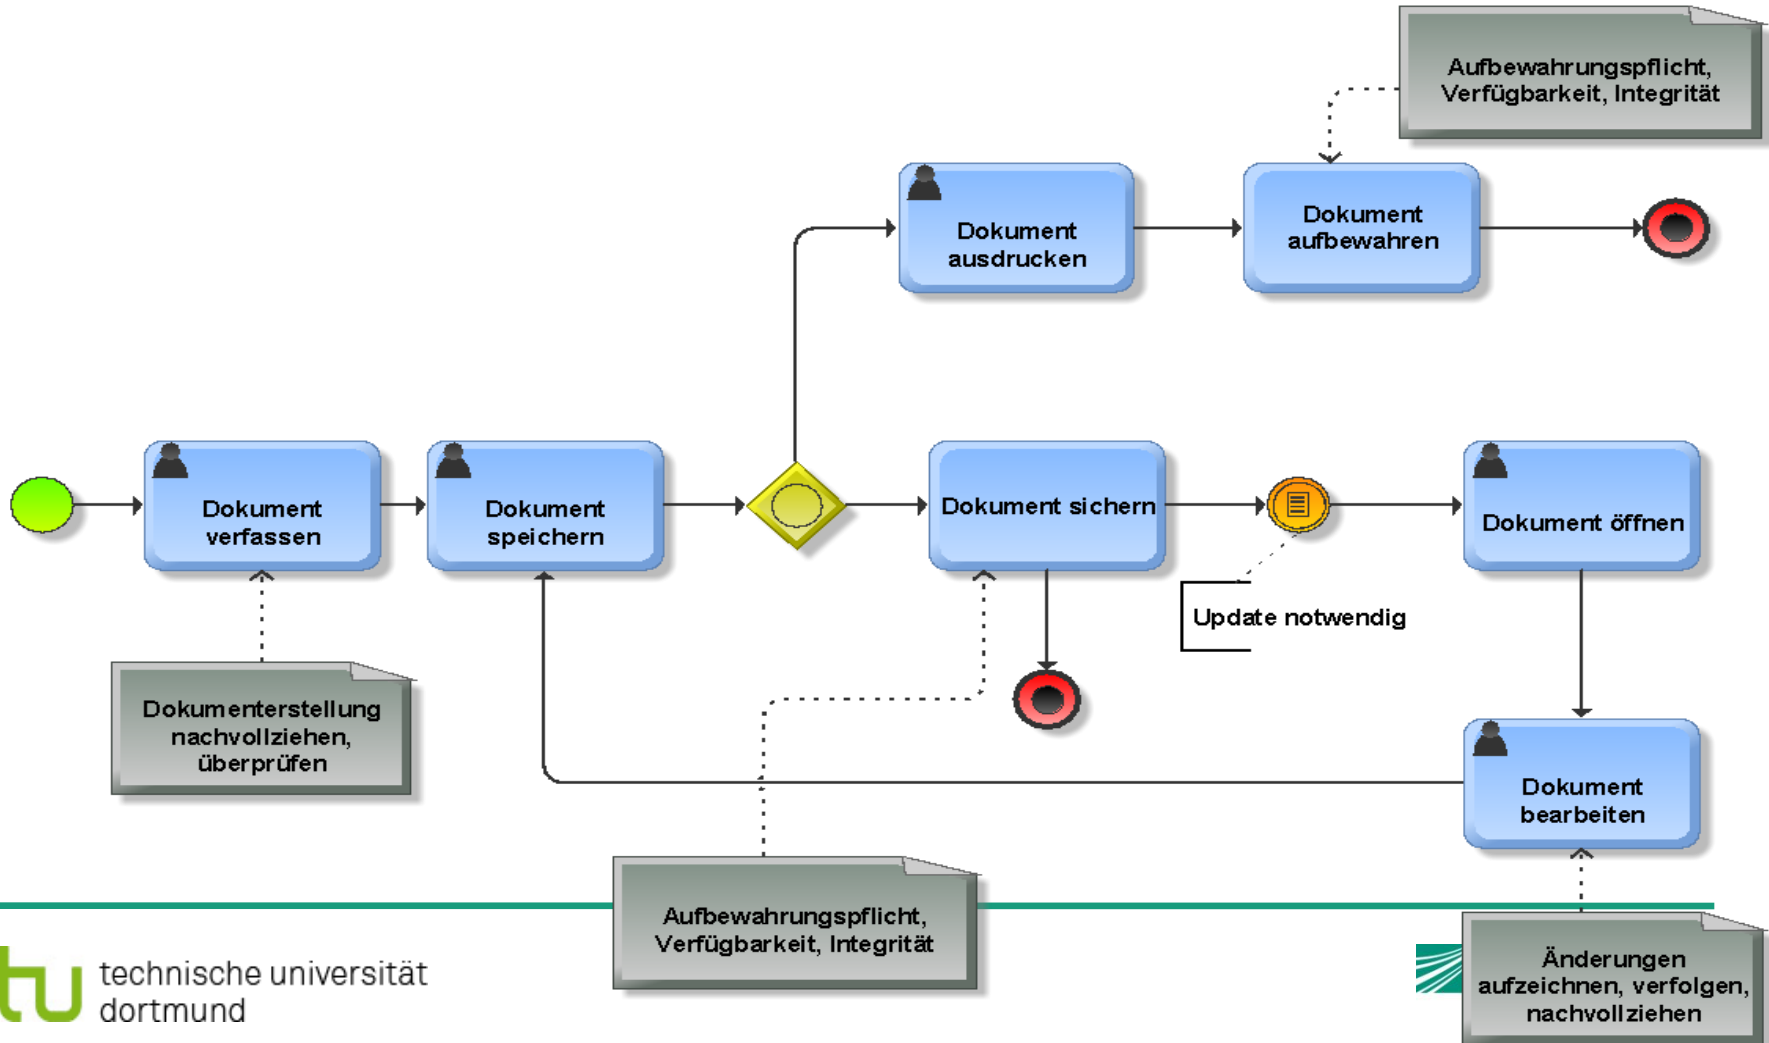 Aufbewahrungspflicht,
Verfügbarkeit, Integrität
Dokument
ausdrucken
Dokument
aufbewahren
Dokument
verfassen
Dokument
speichern
Dokument sichern
Dokument öffnen
Update notwendig
Dokumenterstellung
nachvollziehen,
überprüfen
Dokument
bearbeiten
Aufbewahrungspflicht,
Verfügbarkeit, Integrität
Änderungen
aufzeichnen, verfolgen,
nachvollziehen
tu
technische universität
dortmund